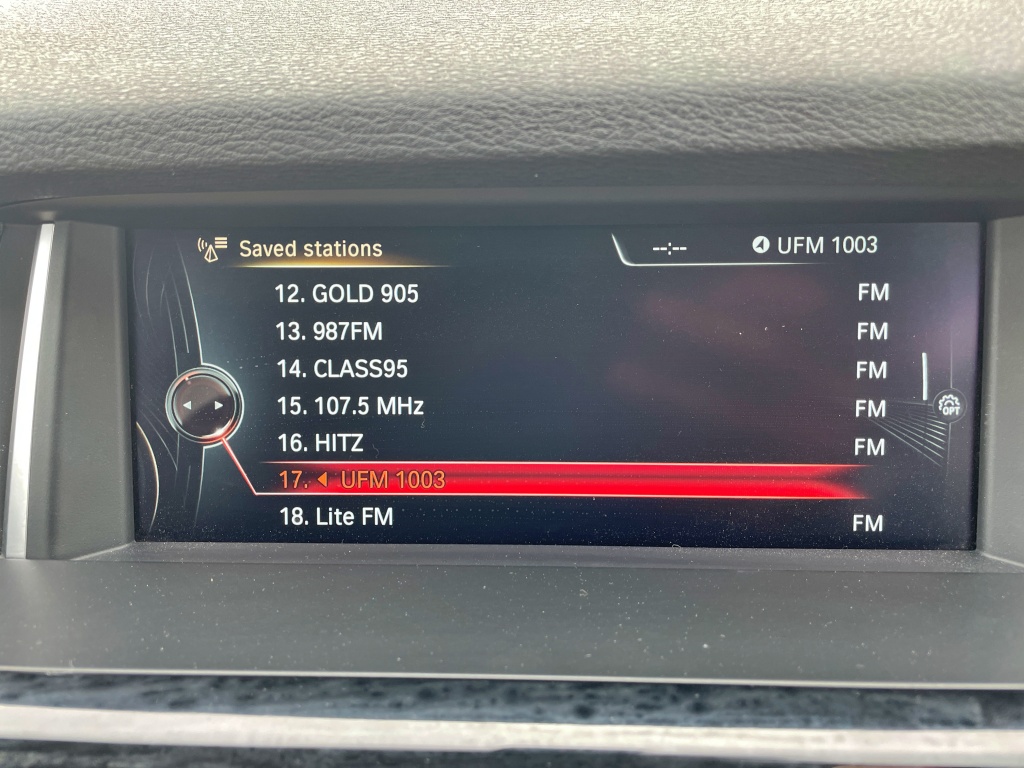 Saved stations
--:--
UFM 1003
12. GOLD 905 FM
13. 987FM FM
14. CLASS95 FM
15. 107.5 MHz FM
16. HITZ FM
OPT
17. UFM 1003
18. Lite FM FM